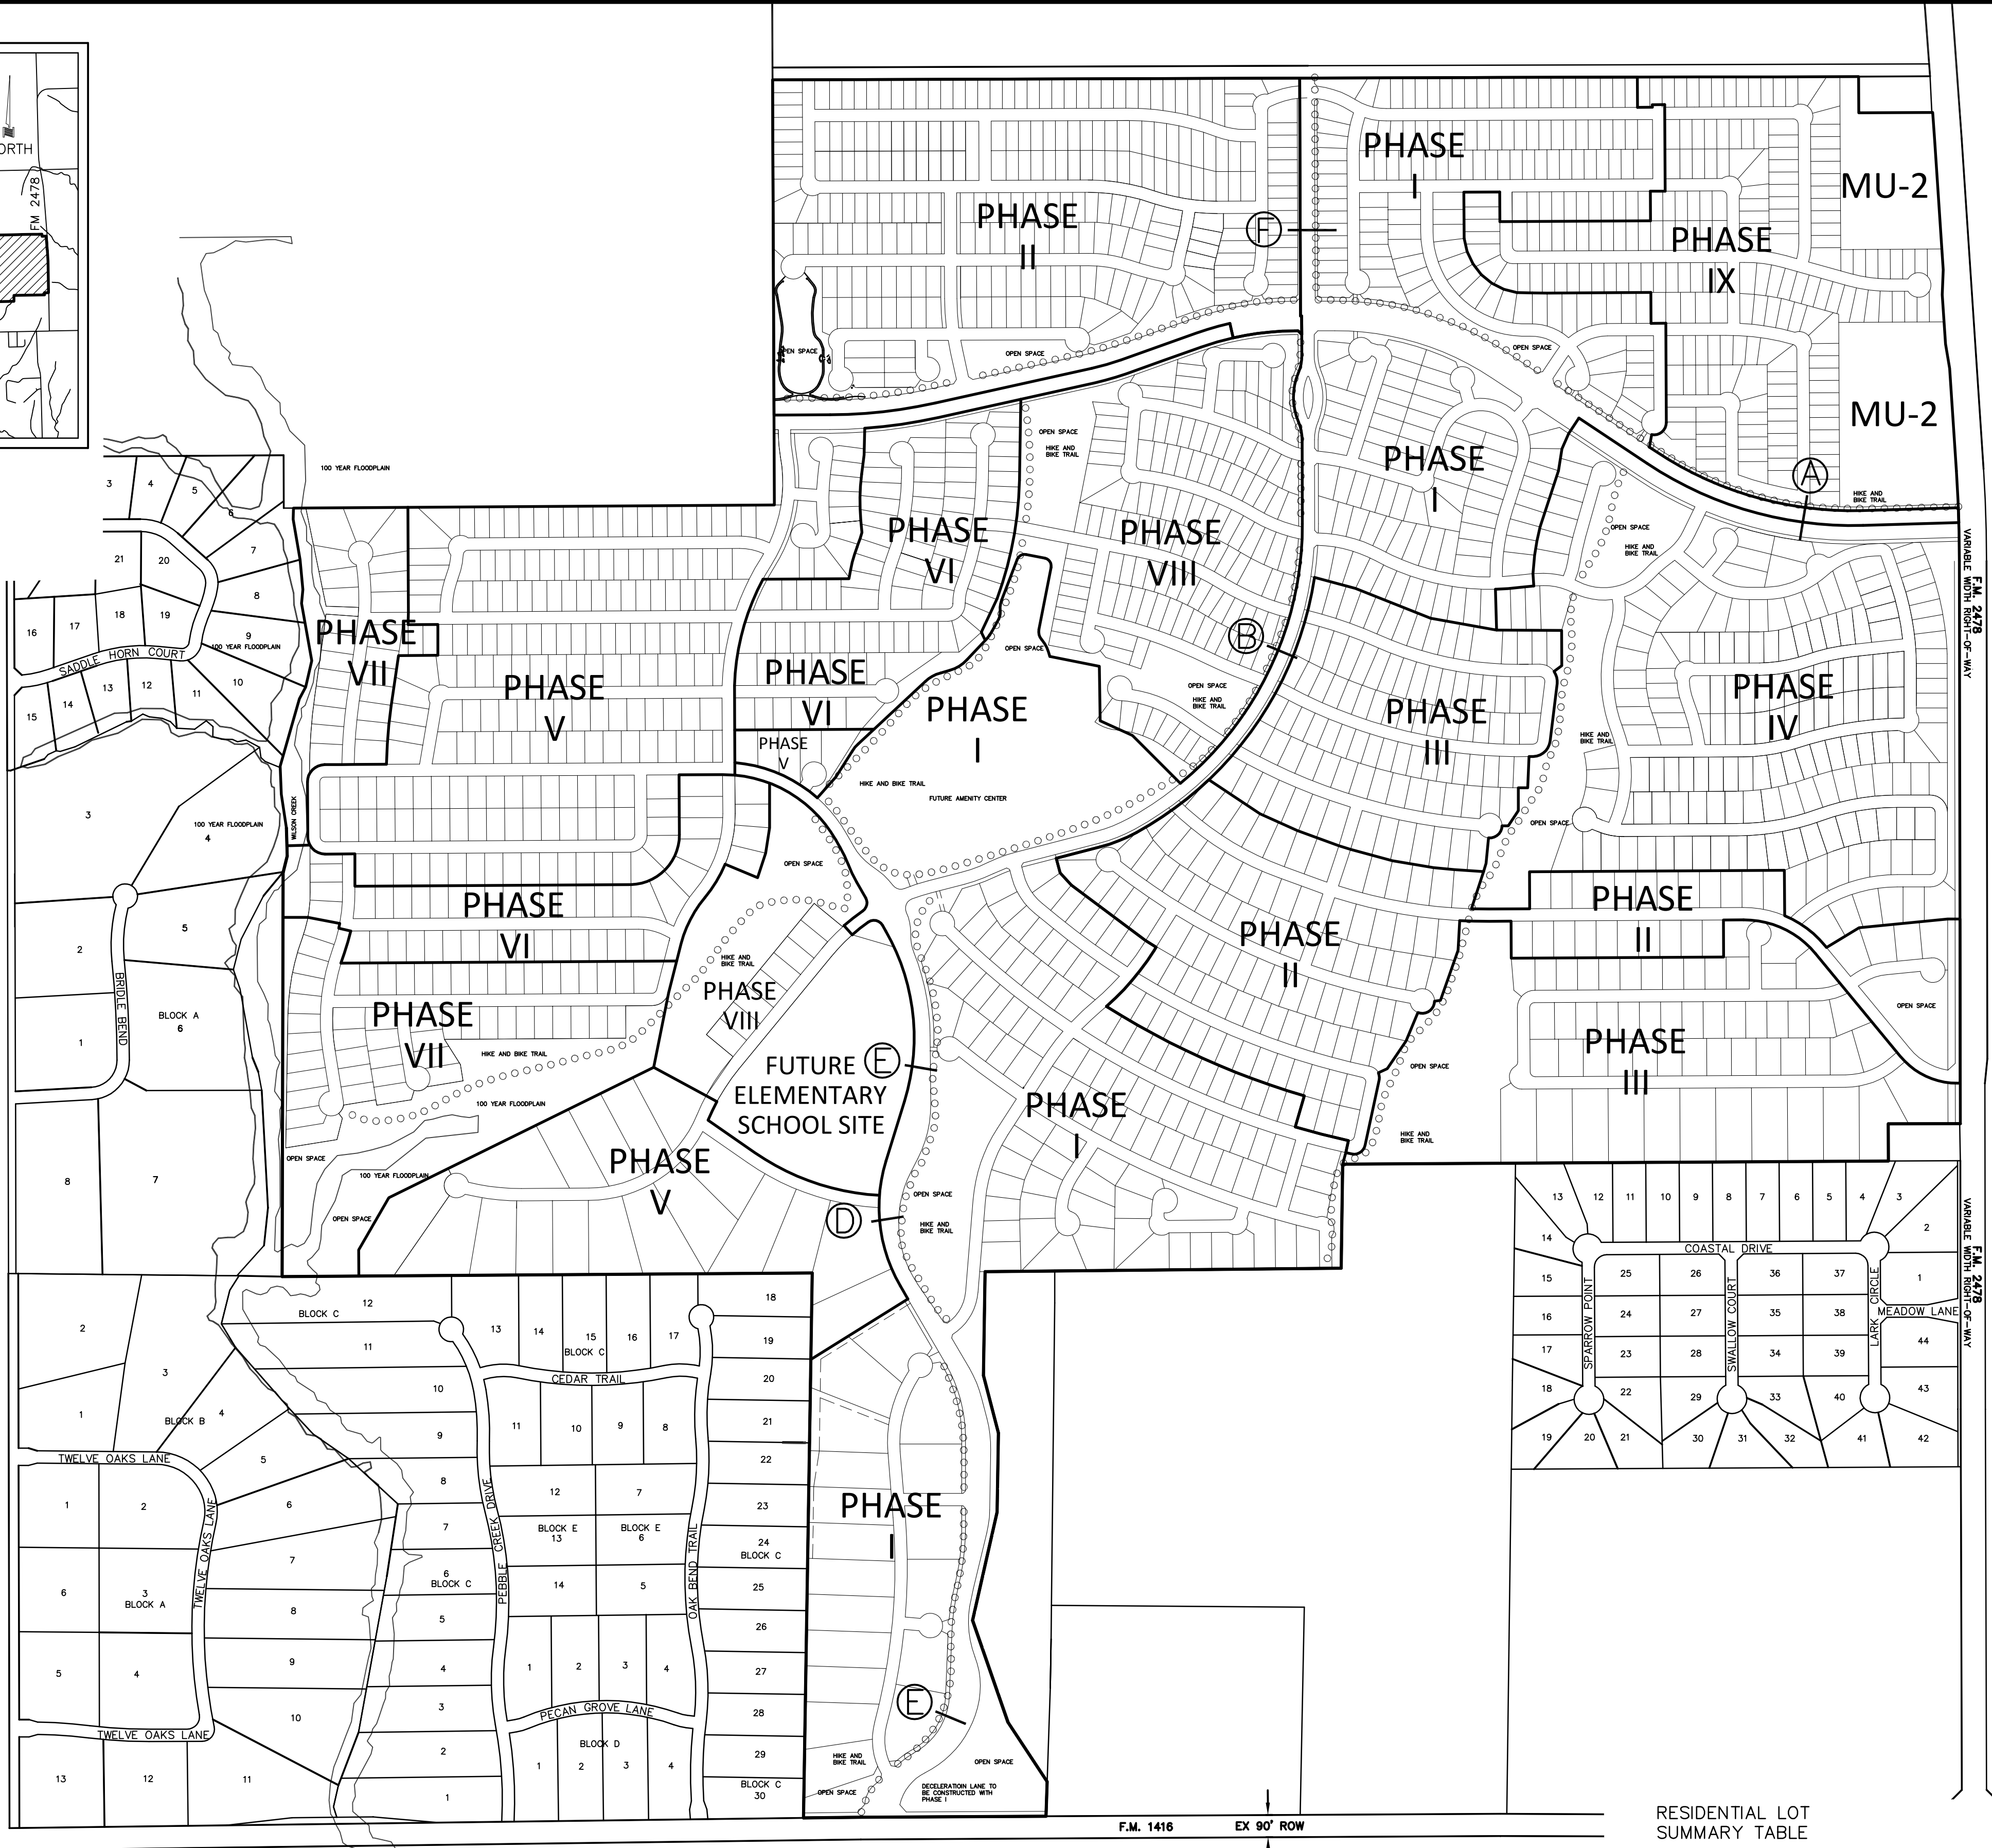 ORTH
FM 2478
PHASE
I
MU-2
PHASE
II
F
PHASE
IX
OPEN SPACE
OPEN SPACE
OPEN SPACE
MU-2
OPEN SPACE
HIKE AND
BIKE TRAIL
PHASE
I
A
HIKE AND
BIKE TRAIL
100 YEAR FLOODPLAIN
3
4
5
6
7
8
9
10
11
12
13
14
15
16
17
18
19
20
21
SADDLE HORN COURT
100 YEAR FLOODPLAIN
PHASE
VI
PHASE
VIII
OPEN SPACE
HIKE AND
BIKE TRAIL
F.M. 2478
VARIABLE WIDTH RIGHT-OF-WAY
PHASE
VII
PHASE
V
PHASE
VI
PHASE
V
OPEN SPACE
B
PHASE
I
OPEN SPACE
HIKE AND
BIKE TRAIL
PHASE
III
HIKE AND
BIKE TRAIL
PHASE
IV
HIKE AND BIKE TRAIL
FUTURE AMENITY CENTER
OPEN SPACE
WILSON CREEK
3
100 YEAR FLOODPLAIN
4
5
2
1
BLOCK A
6
BRIDLE BEND
8
7
OPEN SPACE
PHASE
VI
HIKE AND
BIKE TRAIL
PHASE
VIII
PHASE
II
PHASE
II
OPEN SPACE
PHASE
VII
HIKE AND BIKE TRAIL
100 YEAR FLOODPLAIN
FUTURE
ELEMENTARY
SCHOOL SITE
E
PHASE
I
OPEN SPACE
HIKE AND
BIKE TRAIL
PHASE
III
OPEN SPACE
100 YEAR FLOODPLAIN
OPEN SPACE
PHASE
V
D
OPEN SPACE
HIKE AND
BIKE TRAIL
13
12
11
10
9
8
7
6
5
4
3
2
14
COASTAL DRIVE
15
25
26
36
37
1
16
24
27
35
38
MEADOW LANE
17
23
28
34
39
44
18
22
29
33
40
43
19
20
21
30
31
32
41
42
SPARROW POINT
SWALLOW COURT
LARK CIRCLE
F.M. 2478
VARIABLE WIDTH RIGHT-OF-WAY
2
3
1
BLOCK B
4
5
6
7
8
9
10
11
12
13
TWELVE OAKS LANE
1
2
6
3
BLOCK A
5
4
TWELVE OAKS LANE
TWELVE OAKS LANE
BLOCK C
12
11
10
9
8
7
6
BLOCK C
5
4
3
2
1
PEBBLE CREEK DRIVE
13
14
15
BLOCK C
16
17
18
19
20
21
22
23
24
BLOCK C
25
26
27
28
29
BLOCK C
30
CEDAR TRAIL
11
10
9
8
12
7
BLOCK E
13
BLOCK E
6
14
5
1
2
3
4
OAK BEND TRAIL
PECAN GROVE LANE
BLOCK D
1
2
3
4
PHASE
I
E
HIKE AND
BIKE TRAIL
OPEN SPACE
OPEN SPACE
DECELERATIOIN LANE TO
BE CONSTRUCTED WITH
PHASE I
F.M. 1416
EX 90' ROW
RESIDENTIAL LOT
SUMMARY TABLE